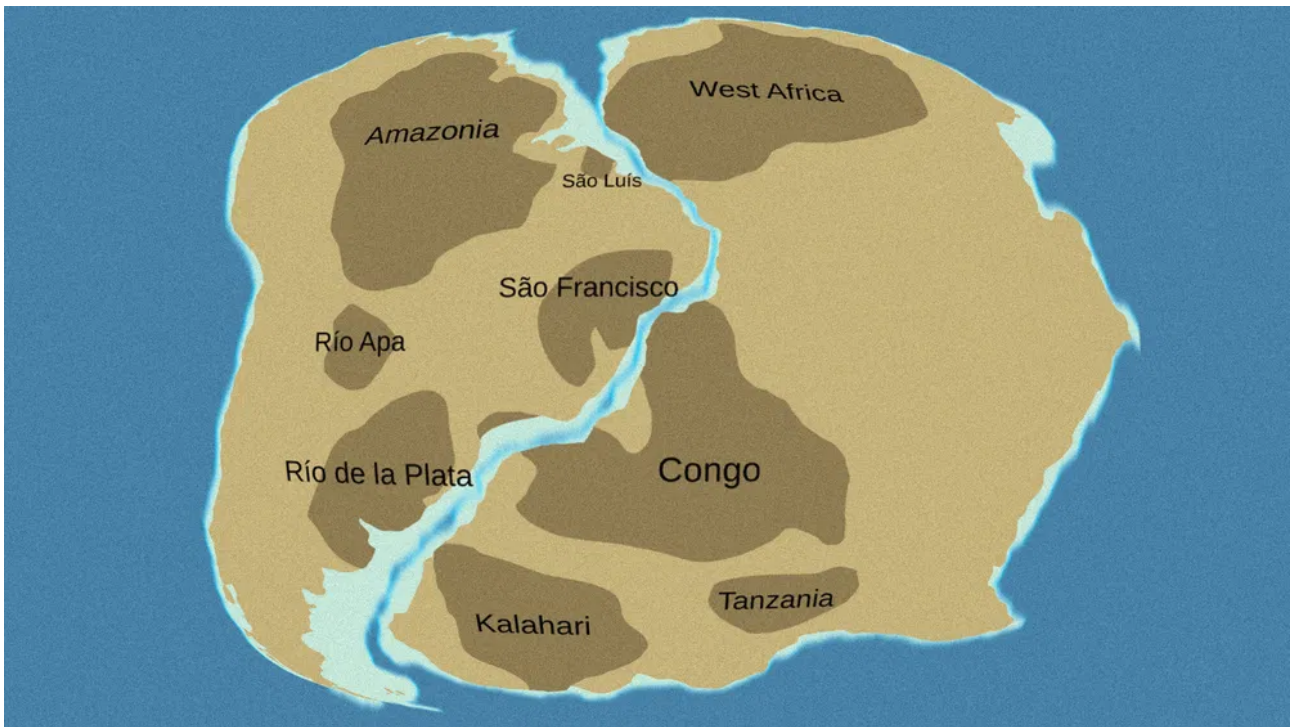 West Africa
Amazonia
São Luís
São Francisco
Río Apa
Río de la Plata
Congo
Tanzania
Kalahari